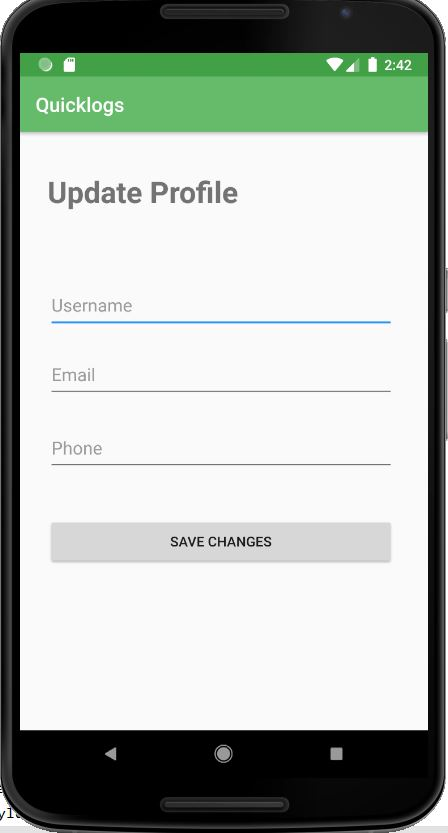 2:42
Quicklogs
Update Profile
Username
Email
Phone
SAVE CHANGES